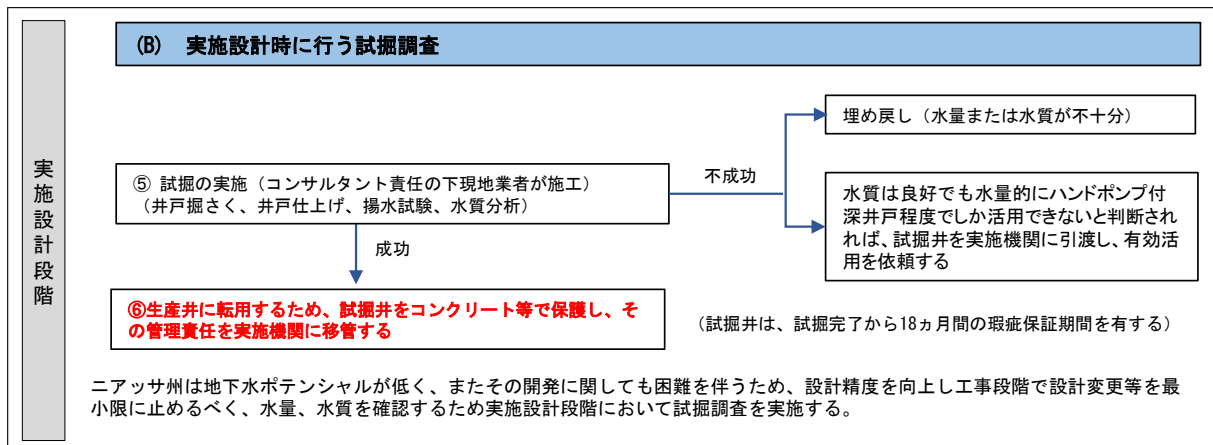 (B) 実施設計時に行う試掘調査
実施設計段階
埋め戻し（水量または水質が不十分）
⑤ 試掘の実施（コンサルタント責任の下現地業者が施工）
（井戸掘さく、井戸仕上げ、揚水試験、水質分析）
不成功
水質は良好でも水量的にハンドポンプ付
深井戸程度でしか活用できないと判断され
れば、試掘井を実施機関に引渡し、有効活
用を依頼する
成功
⑥生産井に転用するため、試掘井をコンクリート等で保護し、そ
の管理責任を実施機関に移管する
（試掘井は、試掘完了から18ヵ月間の瑕疵保証期間を有する）
ニアッサ州は地下水ポテンシャルが低く、またその開発に関しても困難を伴うため、設計精度を向上し工事段階で設計変更等を最
小限に止めるべく、水量、水質を確認するため実施設計段階において試掘調査を実施する。